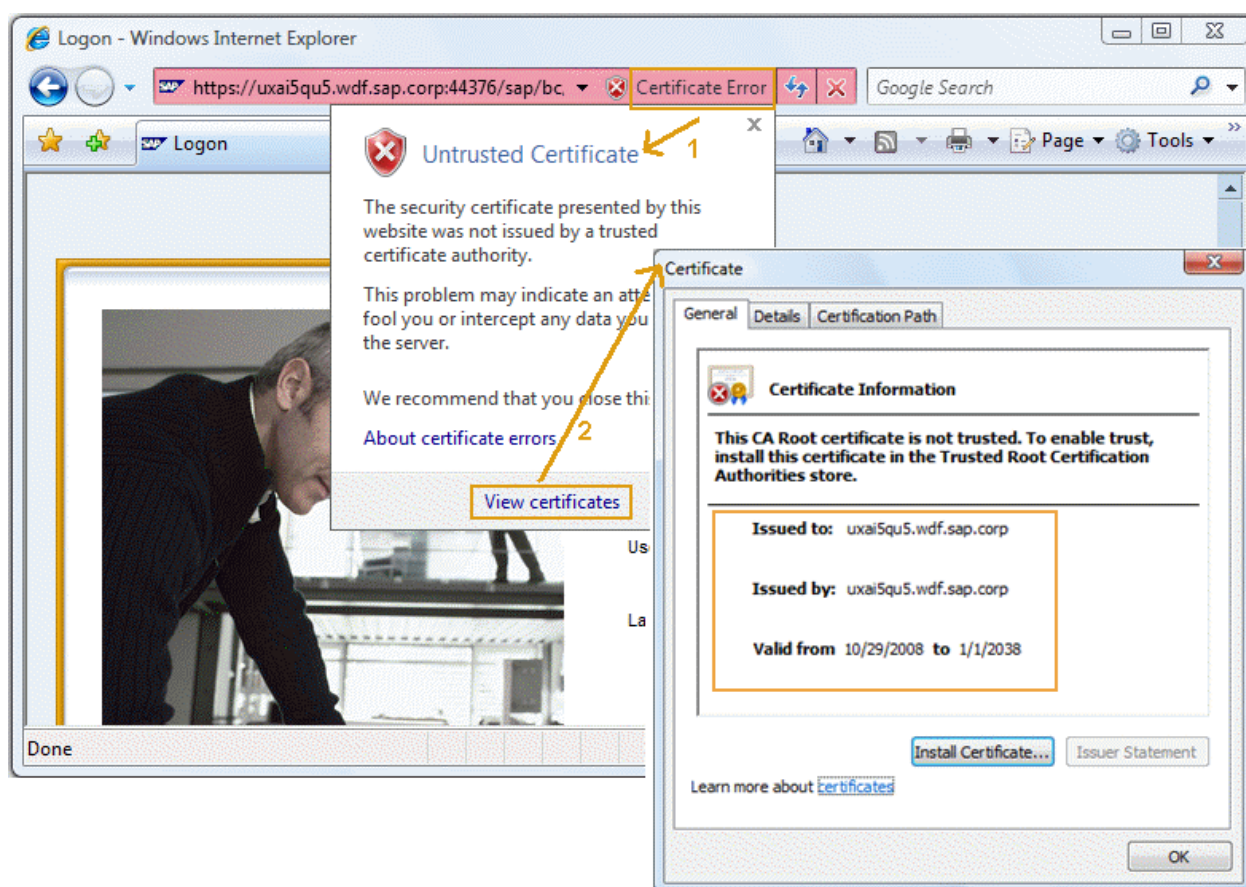 Logon - Windows Internet Explorer
SAP https://uxai5qu5.wdf.sap.corp:44376/sap/bc, Certificate Error Google Search
SAP Logon Page Tools
Untrusted Certificate
1
The security certificate presented by this
website was not issued by a trusted
certificate authority.
This problem may indicate an atte
fool you or intercept any data you
the server.
We recommend that you close thi
About certificate errors
2
View certificates
Us
La
Done
Certificate
General Details Certification Path
Certificate Information
This CA Root certificate is not trusted. To enable trust,
install this certificate in the Trusted Root Certification
Authorities store.
Issued to: uxai5qu5.wdf.sap.corp
Issued by: uxai5qu5.wdf.sap.corp
Valid from 10/29/2008 to 1/1/2038
Install Certificate... Issuer Statement
Learn more about certificates
OK